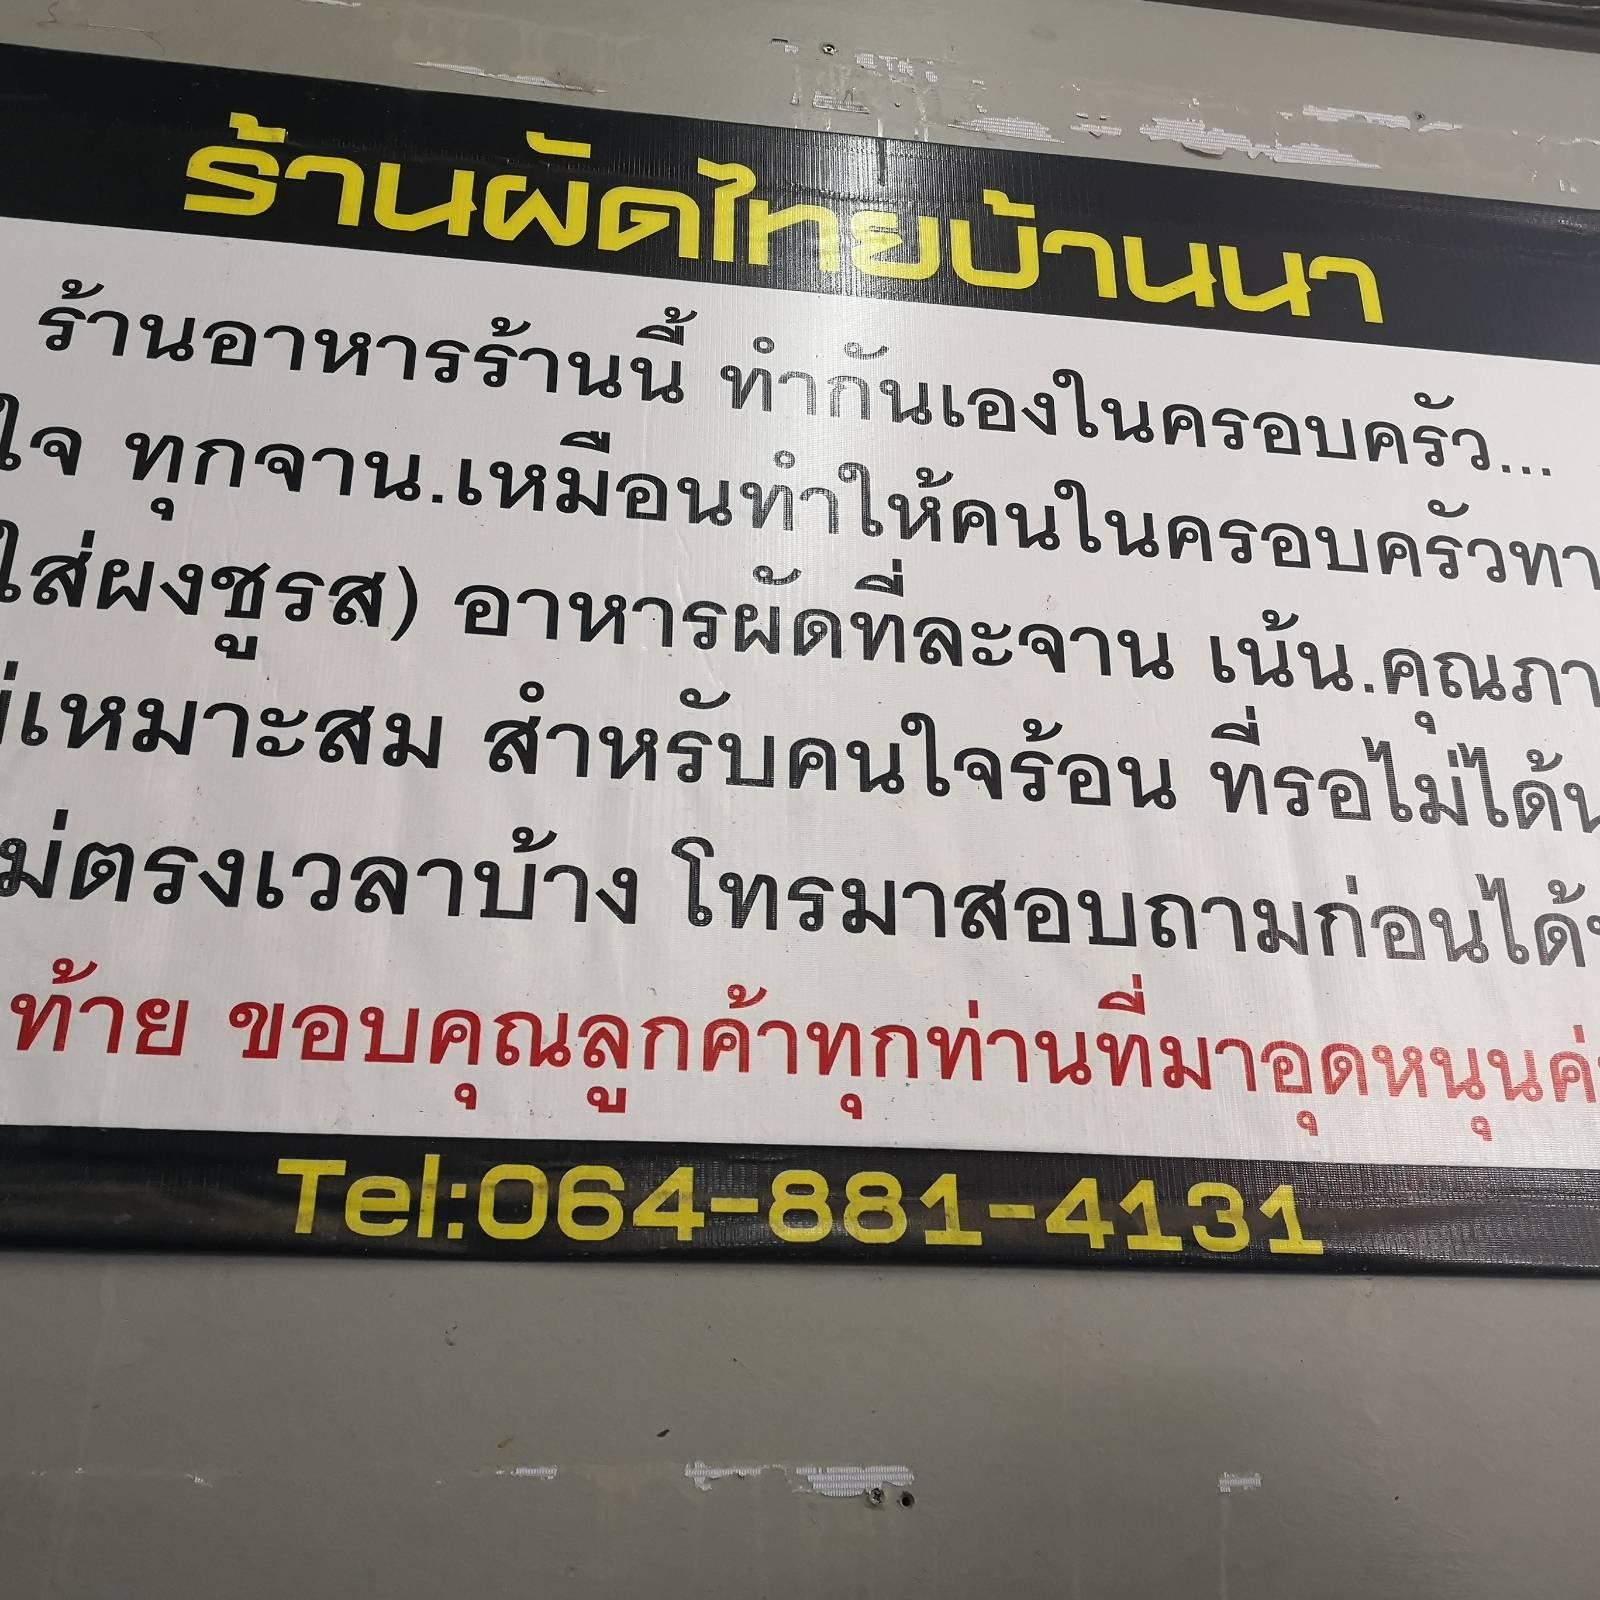 ร้านผัดไทยบ้านนา
ร้านอาหารร้านนี้ ทำกันเองในครอบครัว...
ใจ ทุกจาน.เหมือนทำให้คนในครอบครัวทา
ใส่ผงชูรส) อาหารผัดที่ละจาน เน้น.คุณภา
เหมาะสม สำหรับคนใจร้อน ที่รอไม่ได้น
ม่ตรงเวลาบ้าง โทรมาสอบถามก่อนได้
ท้าย ขอบคุณลูกค้าทุกท่านที่มาอุดหนุนค่
Tel:064-881-4131